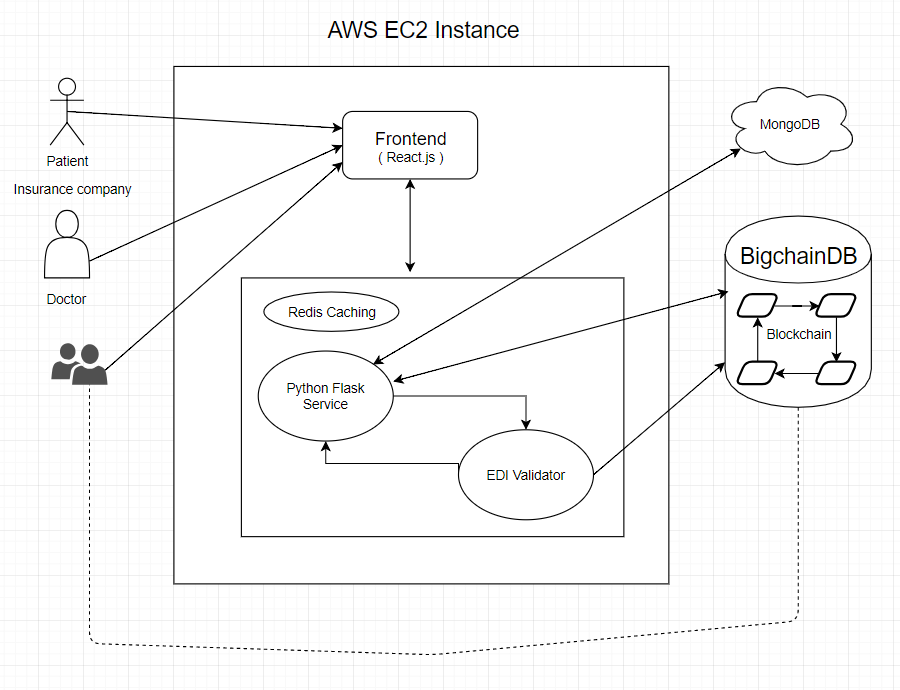 AWS EC2 Instance
Patient
Insurance company
Doctor
Frontend
( React.js )
Redis Caching
Python Flask
Service
EDI Validator
MongoDB
BigchainDB
Blockchain